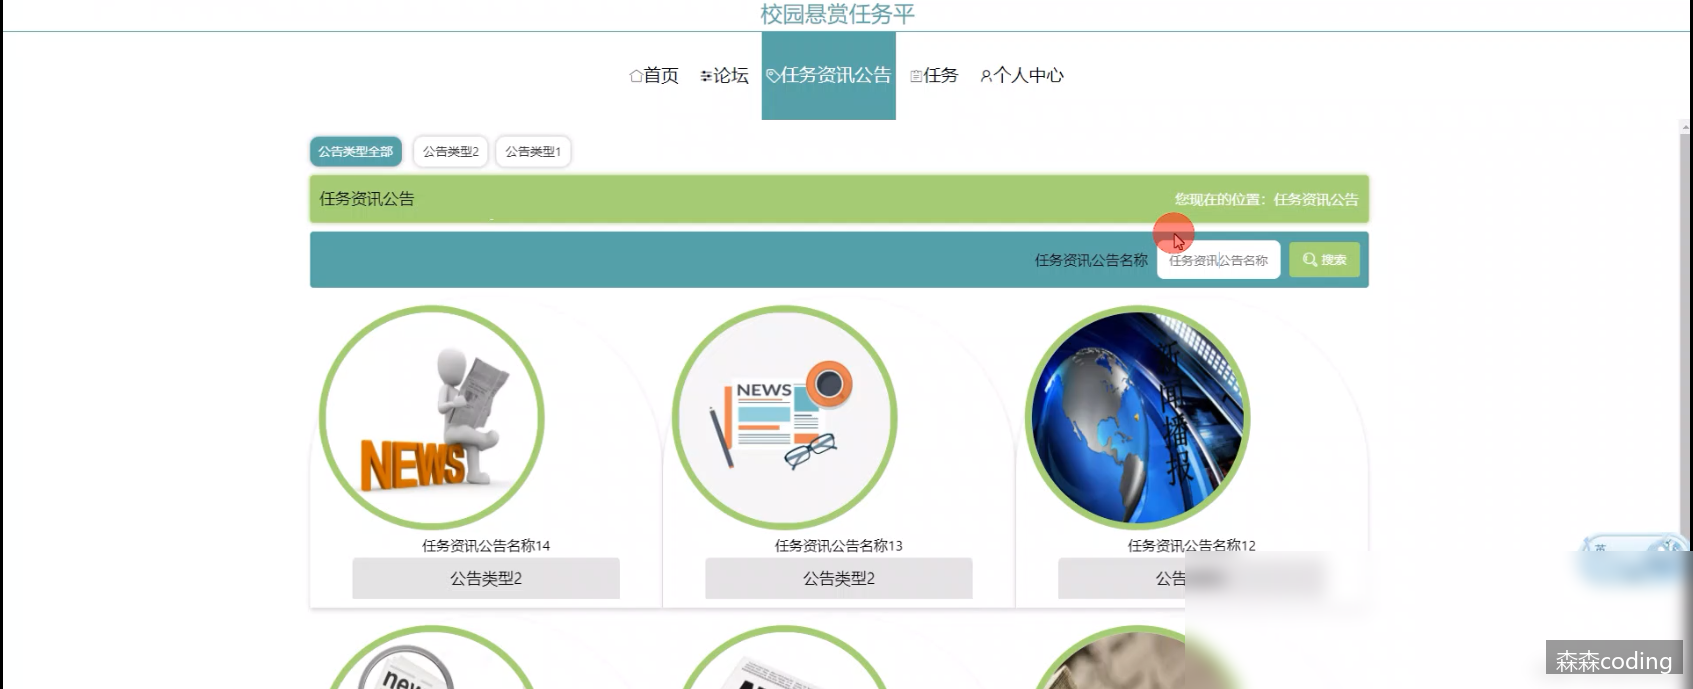 校园悬赏任务平
首页 论坛 任务资讯公告 任务 个人中心
公告类型全部 公告类型2 公告类型1
任务资讯公告 您现在的位置：任务资讯公告
任务资讯公告名称 任务资讯公告名称 搜索
NEWS
NEWS
新闻播报
任务资讯公告名称14 任务资讯公告名称13 任务资讯公告名称12
公告类型2 公告类型2 公告
英
new
森森coding